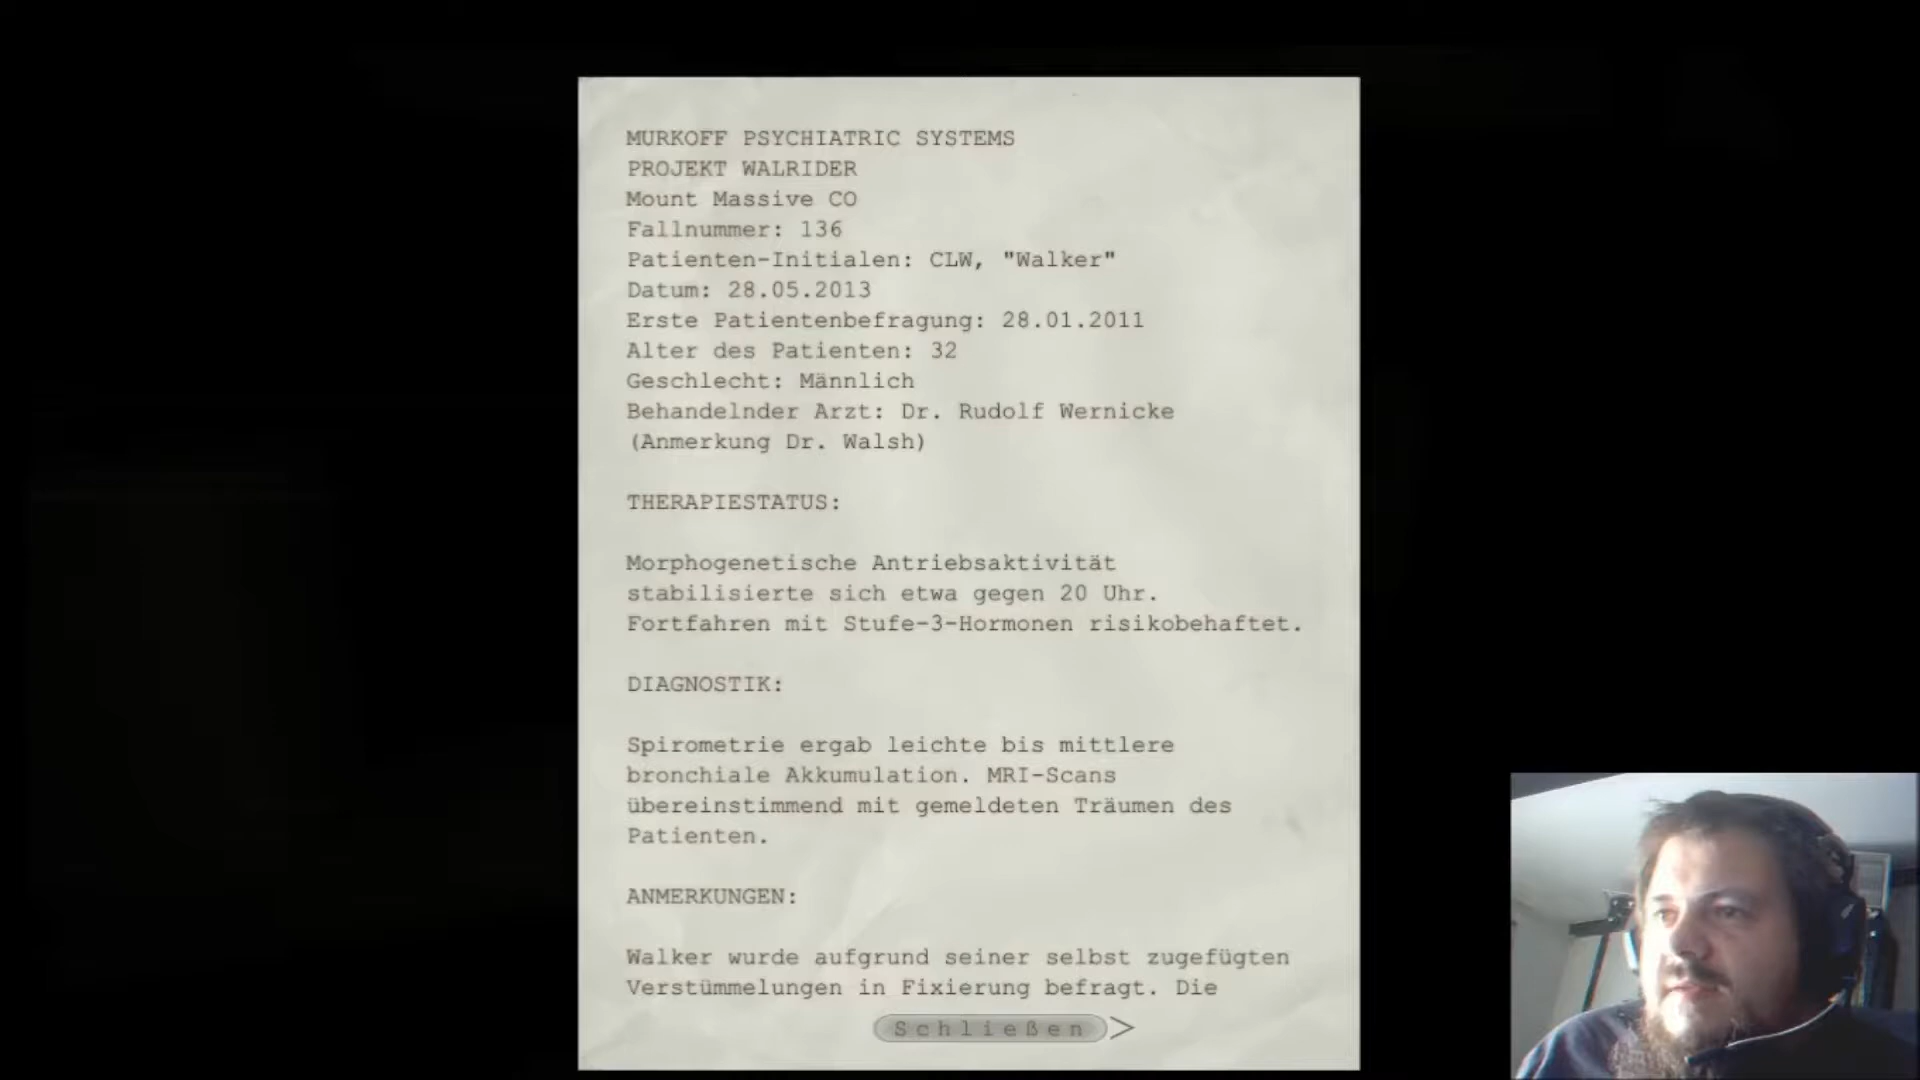 MURKOFF PSYCHIATRIC SYSTEMS
PROJEKT WALRIDER
Mount Massive CO
Fallnummer: 136
Patienten-Initialen: CLW, "Walker"
Datum: 28.05.2013
Erste Patientenbefragung: 28.01.2011
Alter des Patienten: 32
Geschlecht: Männlich
Behandelnder Arzt: Dr. Rudolf Wernicke
(Anmerkung Dr. Walsh)
THERAPIESTATUS:
Morphogenetische Antriebsaktivität
stabilisierte sich etwa gegen 20 Uhr.
Fortfahren mit Stufe-3-Hormonen risikobehaftet.
DIAGNOSTIK:
Spirometrie ergab leichte bis mittlere
bronchiale Akkumulation. MRI-Scans
übereinstimmend mit gemeldeten Träumen des
Patienten.
ANMERKUNGEN:
Walker wurde aufgrund seiner selbst zugefügten
Verstümmelungen in Fixierung befragt. Die
Schließen >